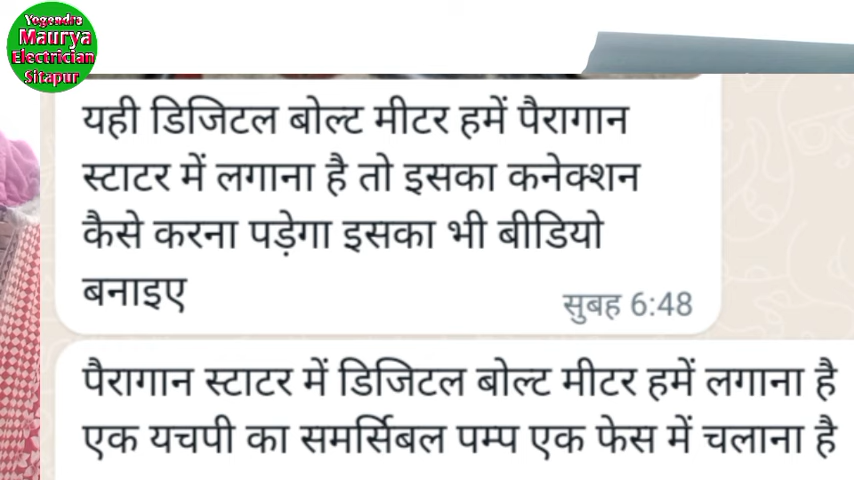 Yogendra
Maurya
Electrician
Sitapur
यही डिजिटल बोल्ट मीटर हमें पैरागान
स्टाटर में लगाना है तो इसका कनेक्शन
कैसे करना पड़ेगा इसका भी बीडियो
बनाइए
सुबह 6:48
पैरागान स्टाटर में डिजिटल बोल्ट मीटर हमें लगाना है
एक यचपी का समर्सिबल पम्प एक फेस में चलाना है